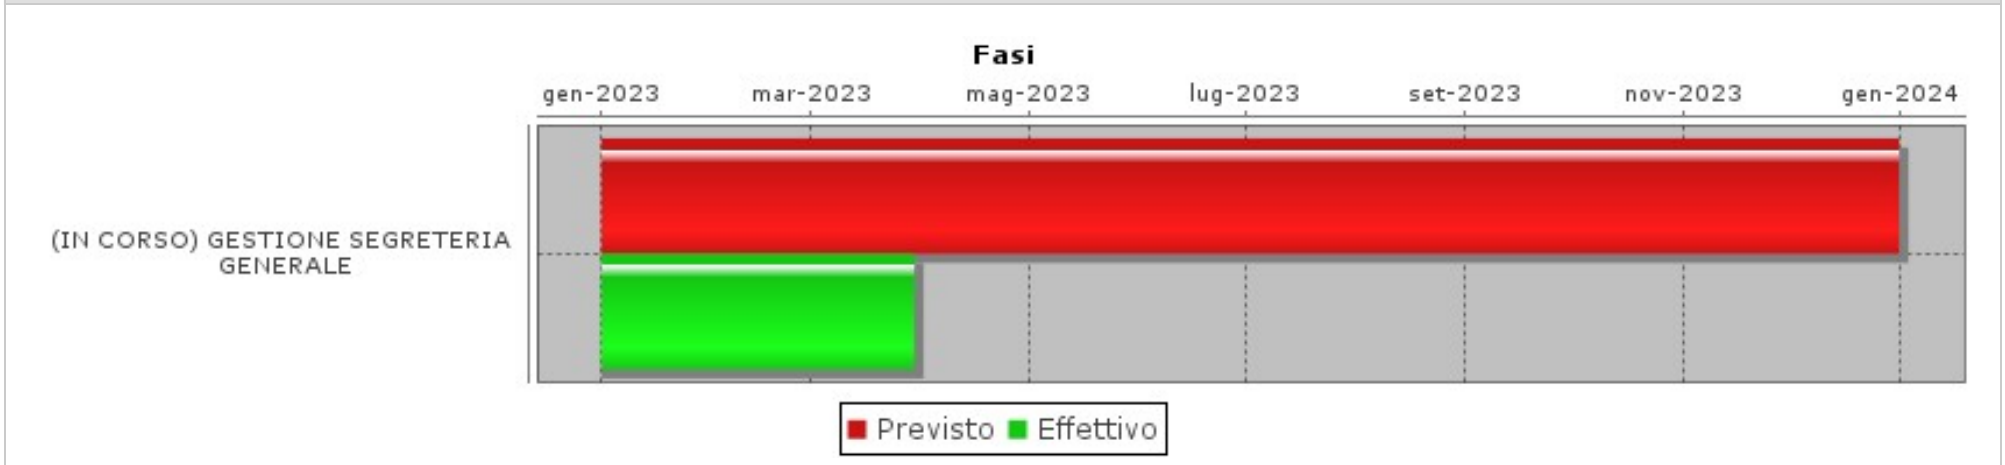 Fasi
gen-2023 mar-2023 mag-2023 lug-2023 set-2023 nov-2023 gen-2024
(IN CORSO) GESTIONE SEGRETERIA
GENERALE
Previsto Effettivo